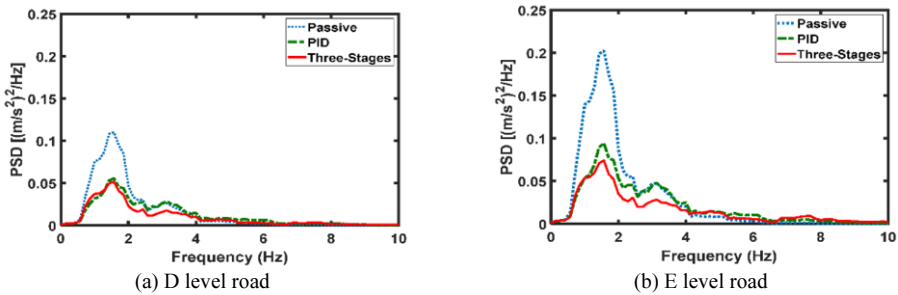 0.25
0.2
0.15
0.1
0.05
0
PSD [(m/s²)²/Hz]
Passive
PID
Three-Stages
0 2 4 6 8 10
Frequency (Hz)
(a) D level road
0.25
0.2
0.15
0.1
0.05
0
PSD [(m/s²)²/Hz]
Passive
PID
Three-Stages
0 2 4 6 8 10
Frequency (Hz)
(b) E level road